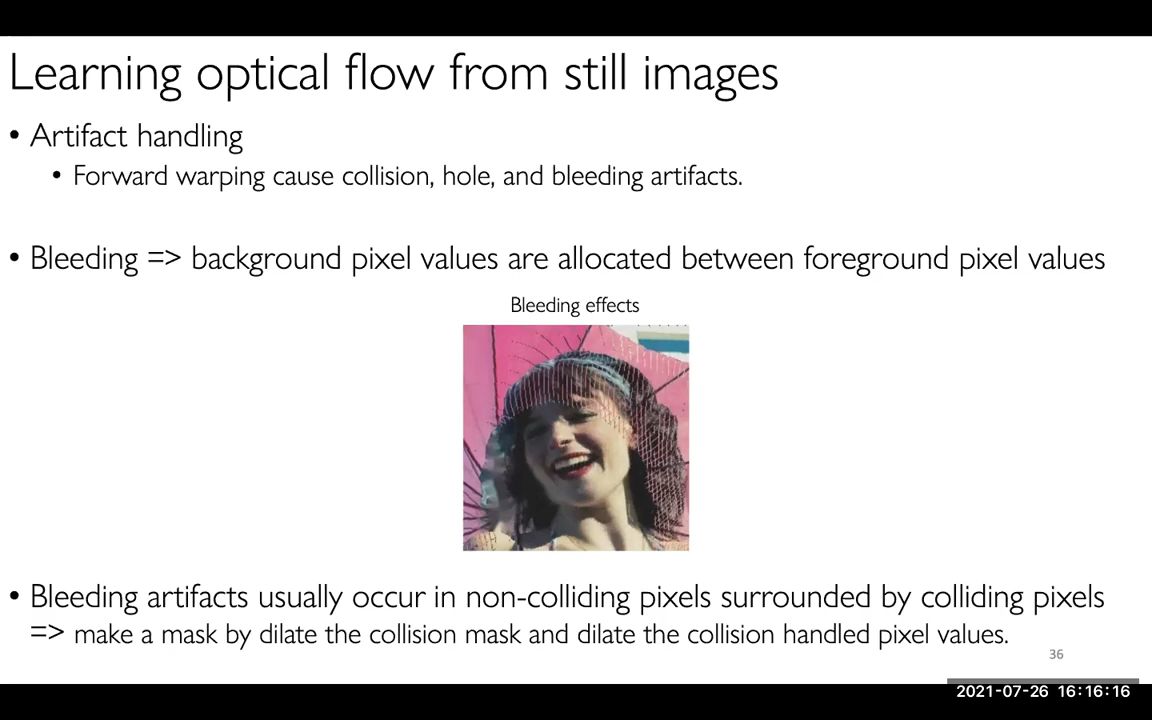 Learning optical flow from still images
• Artifact handling
• Forward warping cause collision, hole, and bleeding artifacts.
• Bleeding => background pixel values are allocated between foreground pixel values
Bleeding effects
• Bleeding artifacts usually occur in non-colliding pixels surrounded by colliding pixels
=> make a mask by dilate the collision mask and dilate the collision handled pixel values.
36
2021-07-26 16:16:16